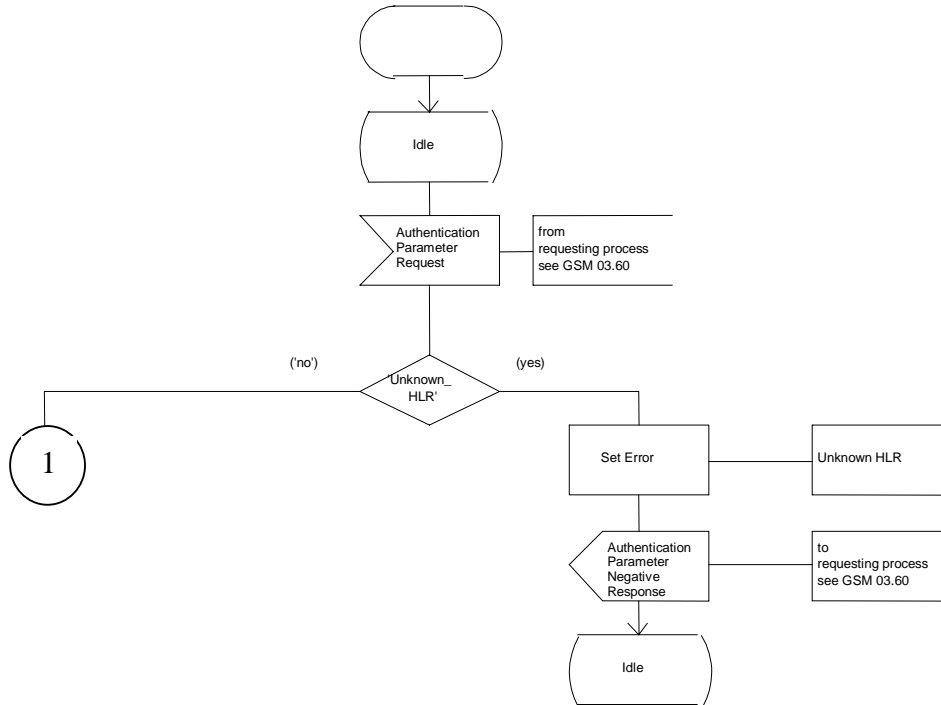 Idle
Authentication
Parameter
Request
from
requesting process
see GSM 03.60
('no')
'Unknown_
HLR'
(yes)
1
Set Error
Unknown HLR
Authentication
Parameter
Negative
Response
to
requesting process
see GSM 03.60
Idle